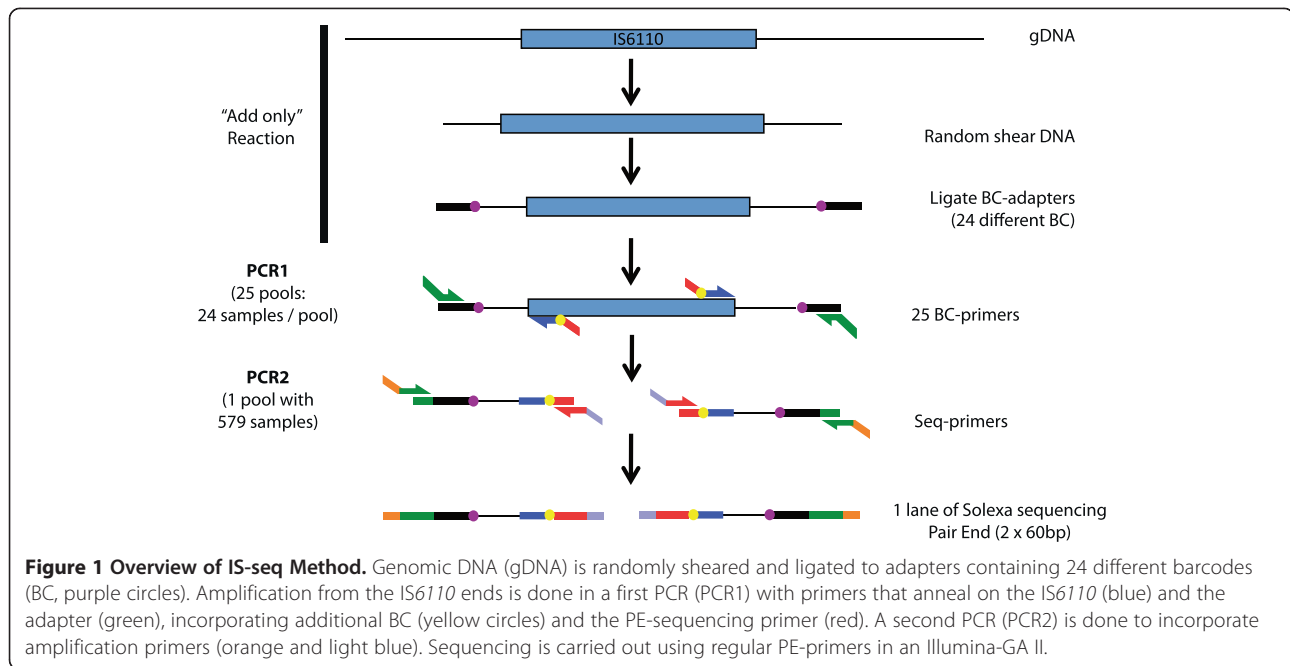 IS6110
gDNA
"Add only"
Reaction
Random shear DNA
Ligate BC-adapters
(24 different BC)
PCR1
(25 pools:
24 samples / pool)
25 BC-primers
PCR2
(1 pool with
579 samples)
Seq-primers
1 lane of Solexa sequencing
Pair End (2 x 60bp)
Figure 1 Overview of IS-seq Method. Genomic DNA (gDNA) is randomly sheared and ligated to adapters containing 24 different barcodes
(BC, purple circles). Amplification from the IS6110 ends is done in a first PCR (PCR1) with primers that anneal on the IS6110 (blue) and the
adapter (green), incorporating additional BC (yellow circles) and the PE-sequencing primer (red). A second PCR (PCR2) is done to incorporate
amplification primers (orange and light blue). Sequencing is carried out using regular PE-primers in an Illumina-GA II.